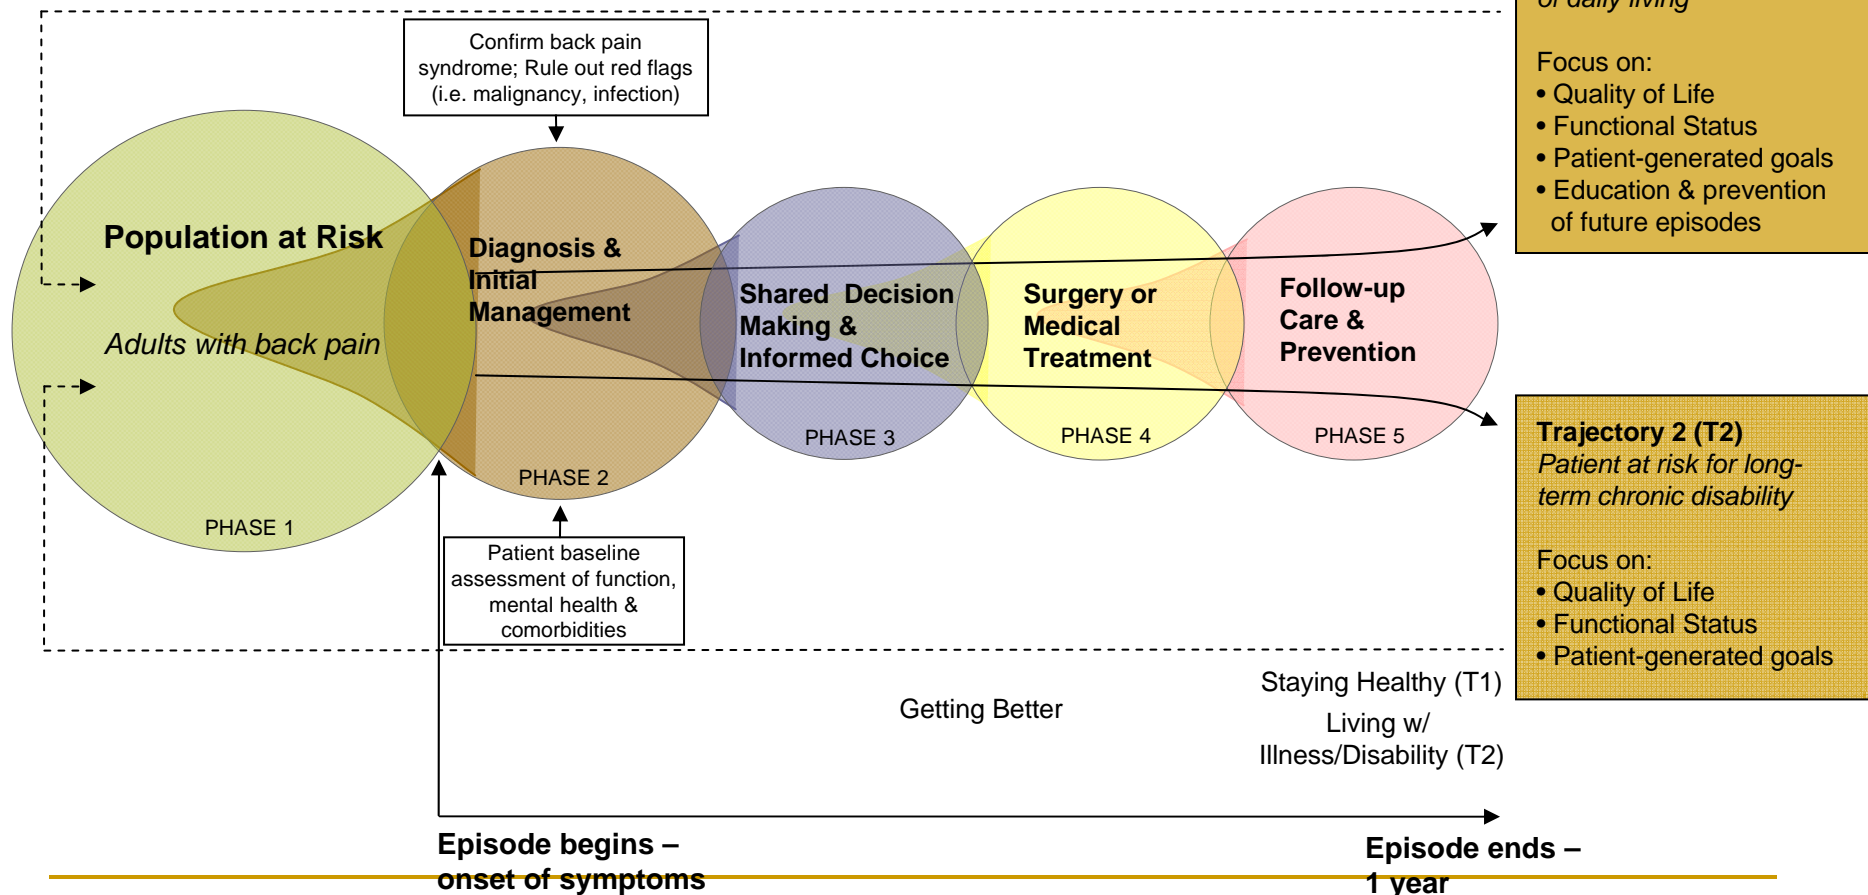 of daily living
Focus on:
• Quality of Life
• Functional Status
• Patient-generated goals
• Education & prevention
of future episodes
Confirm back pain
syndrome; Rule out red flags
(i.e. malignancy, infection)
Population at Risk
Adults with back pain
PHASE 1
Diagnosis &
Initial
Management
PHASE 2
Shared Decision
Making &
Informed Choice
PHASE 3
Surgery or
Medical
Treatment
PHASE 4
Follow-up
Care &
Prevention
PHASE 5
Patient baseline
assessment of function,
mental health &
comorbidities
Trajectory 2 (T2)
Patient at risk for long-
term chronic disability
Focus on:
• Quality of Life
• Functional Status
• Patient-generated goals
Getting Better
Staying Healthy (T1)
Living w/
Illness/Disability (T2)
Episode begins –
onset of symptoms
Episode ends –
1 year